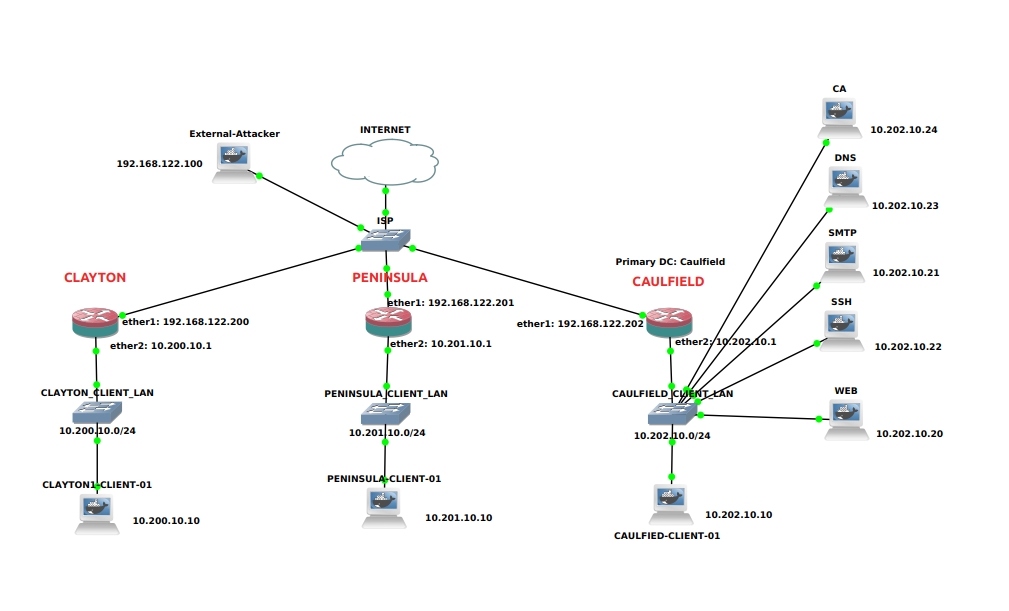 CA
10.202.10.24
External-Attacker
INTERNET
192.168.122.100
DNS
10.202.10.23
ISP
SMTP
10.202.10.21
Primary DC: Caulfield
CLAYTON
PENINSULA
CAULFIELD
SSH
10.202.10.22
ether1: 192.168.122.200
ether1: 192.168.122.201
ether1: 192.168.122.202
ether2: 10.200.10.1
ether2: 10.201.10.1
ether2: 10.202.10.1
CLAYTON_CLIENT_LAN
PENINSULA_CLIENT_LAN
CAULFIELD_CLIENT_LAN
WEB
10.202.10.20
10.200.10.0/24
10.201.10.0/24
10.202.10.0/24
CLAYTON1-CLIENT-01
PENINSULA-CLIENT-01
10.200.10.10
10.201.10.10
10.202.10.10
CAULFIED-CLIENT-01